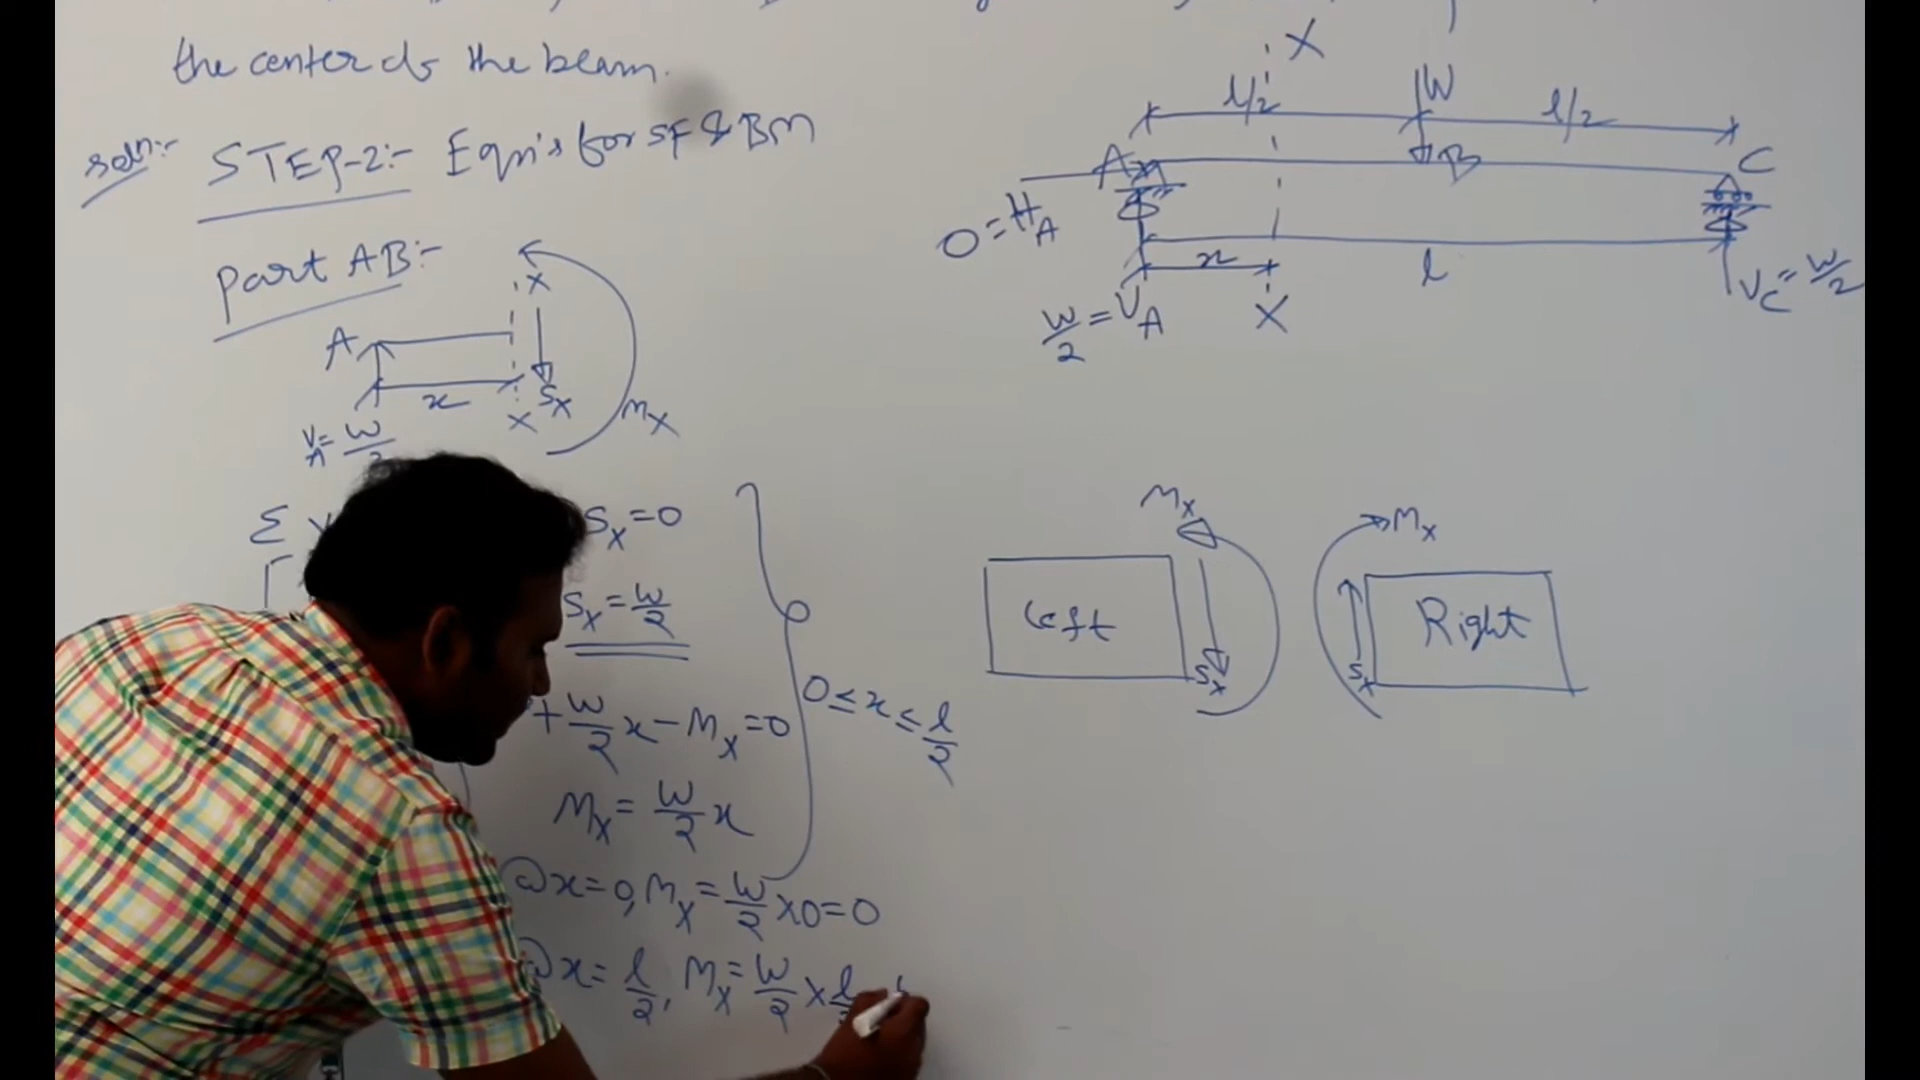 the center of the beam.
Soln:- STEP-2:- Eqn's for SF & BM
Part AB:-
X
A
x
X
Sx
Mx
VA = W/
Σ
Sx = 0
Sx = W/2
+ W/2 x - Mx = 0
0 ≤ x ≤ l/2
Mx = W/2 x
@ x = 0, Mx = W/2 × 0 = 0
@ x = l/2, Mx = W/2 × l
X
W
l/2
l/2
A
B
C
0 = HA
x
l
W/2 = VA
X
VC = W/2
Mx
Mx
Left
Sx
Sx
Right